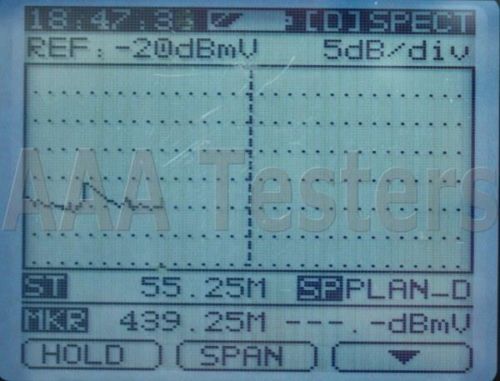 18:47:3 [D]SPECT
REF:-20dBmV 5dB/div
AAA Testers
ST 55.25M SP PLAN_D
MKR 439.25M ---.-dBmV
HOLD SPAN